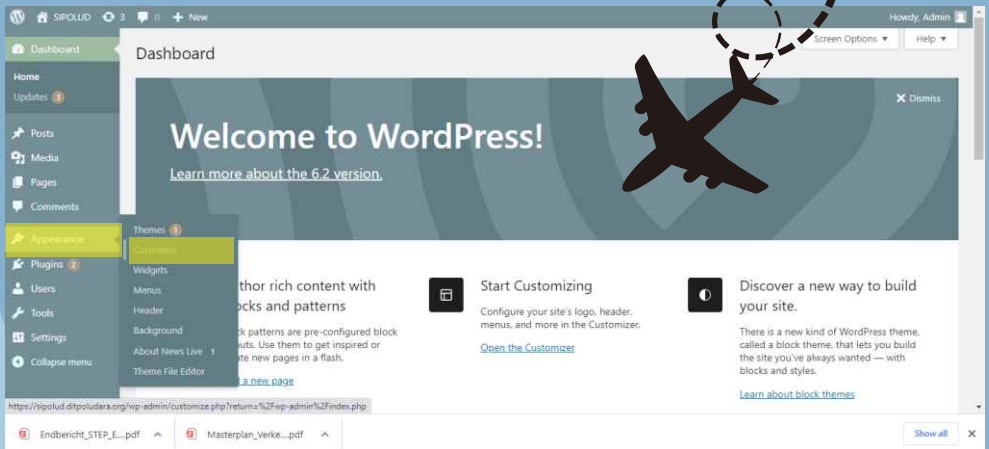 SIPOLUD 3 0 + New Howdy, Admin
Screen Options ▼ Help ▼
Dashboard
Home
Updates 3
Posts
Media
Pages
Comments
Appearance
Plugins 2
Users
Tools
Settings
Collapse menu
Themes 1
Customize
Widgets
Menus
Header
Background
About News Live 1
Theme File Editor
Dashboard
Dismiss
Welcome to WordPress!
Learn more about the 6.2 version.
thor rich content with
ocks and patterns
ck patterns are pre-configured block
uts. Use them to get inspired or
ate new pages in a flash.
a new page
Start Customizing
Configure your site's logo, header,
menus, and more in the Customizer.
Open the Customizer
Discover a new way to build
your site.
There is a new kind of WordPress theme,
called a block theme, that lets you build
the site you've always wanted — with
blocks and styles.
Learn about block themes
https://sipolud.ditpoludara.org/wp-admin/customize.php?return=%2Fwp-admin%2Findex.php
Endbericht_STEP_E....pdf
Masterplan_Verke....pdf
Show all